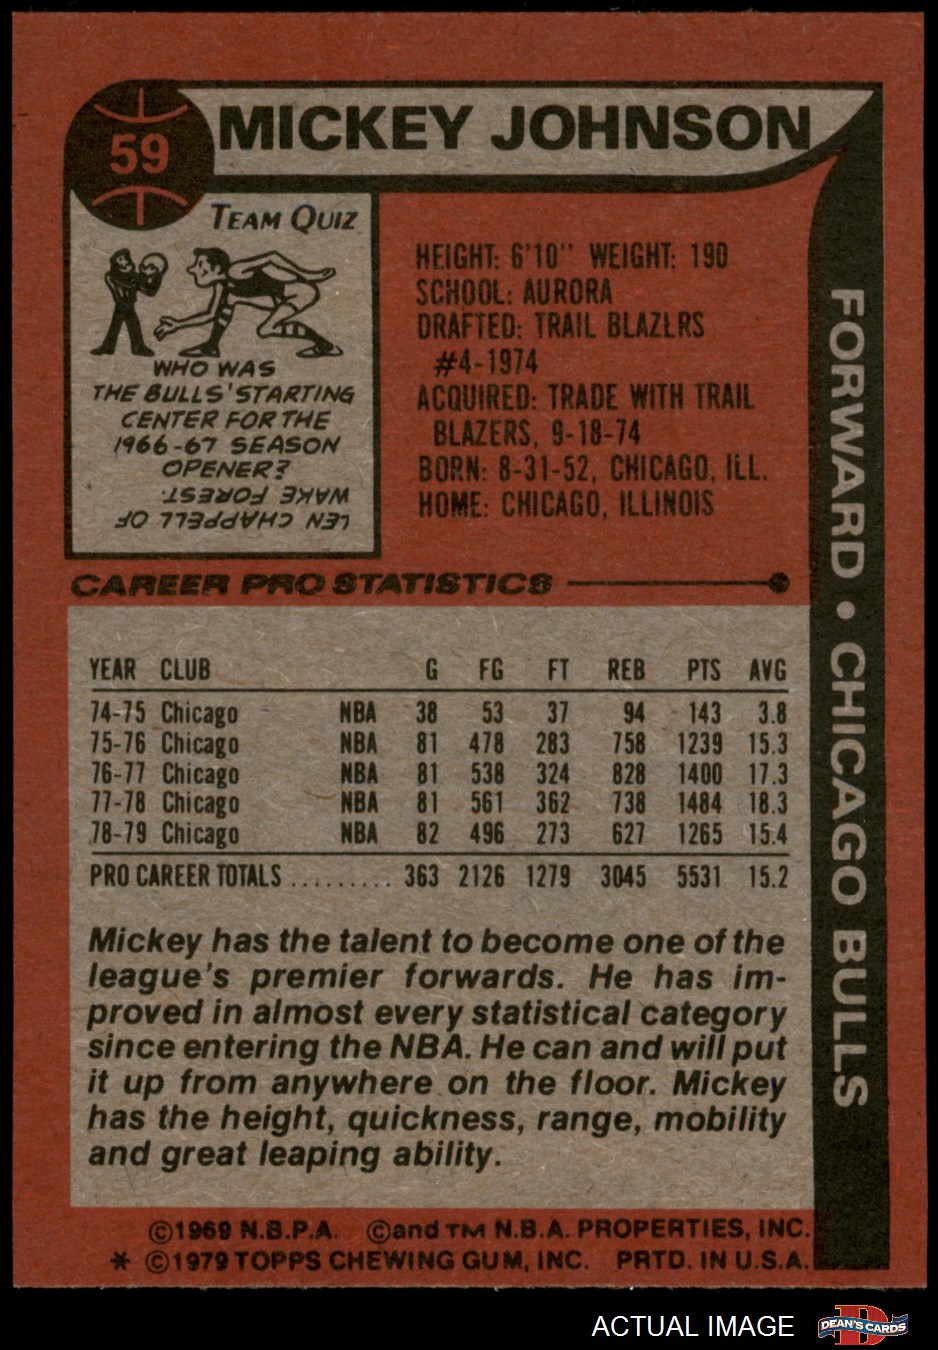 59
MICKEY JOHNSON
TEAM QUIZ
WHO WAS
THE BULLS' STARTING
CENTER FOR THE
1966-67 SEASON
OPENER?
LEN CHAPPELL OF
WAKE FOREST.
HEIGHT: 6'10" WEIGHT: 190
SCHOOL: AURORA
DRAFTED: TRAIL BLAZLRS
#4-1974
ACQUIRED: TRADE WITH TRAIL
BLAZERS, 9-18-74
BORN: 8-31-52, CHICAGO, ILL.
HOME: CHICAGO, ILLINOIS
FORWARD • CHICAGO BULLS
CAREER PRO STATISTICS
YEAR CLUB G FG FT REB PTS AVG
74-75 Chicago NBA 38 53 37 94 143 3.8
75-76 Chicago NBA 81 478 283 758 1239 15.3
76-77 Chicago NBA 81 538 324 828 1400 17.3
77-78 Chicago NBA 81 561 362 738 1484 18.3
78-79 Chicago NBA 82 496 273 627 1265 15.4
PRO CAREER TOTALS .......... 363 2126 1279 3045 5531 15.2
Mickey has the talent to become one of the
league's premier forwards. He has im-
proved in almost every statistical category
since entering the NBA. He can and will put
it up from anywhere on the floor. Mickey
has the height, quickness, range, mobility
and great leaping ability.
©1969 N.B.P.A. ©and TM N.B.A. PROPERTIES, INC.
* ©1979 TOPPS CHEWING GUM, INC. PRTD. IN U.S.A.
ACTUAL IMAGE
DEAN'S CARDS